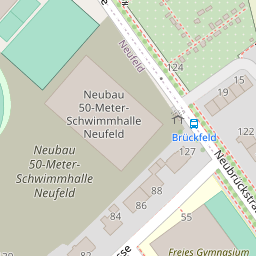 Neufeld
124
19
15
Neubau
50-Meter-
Schwimmhalle
Neufeld
Brückfeld
127
Neubrückstra
Neubau
50-Meter-
Schwimmhalle
Neufeld
88
86
84
82
55
sse
Freies Gymnasium